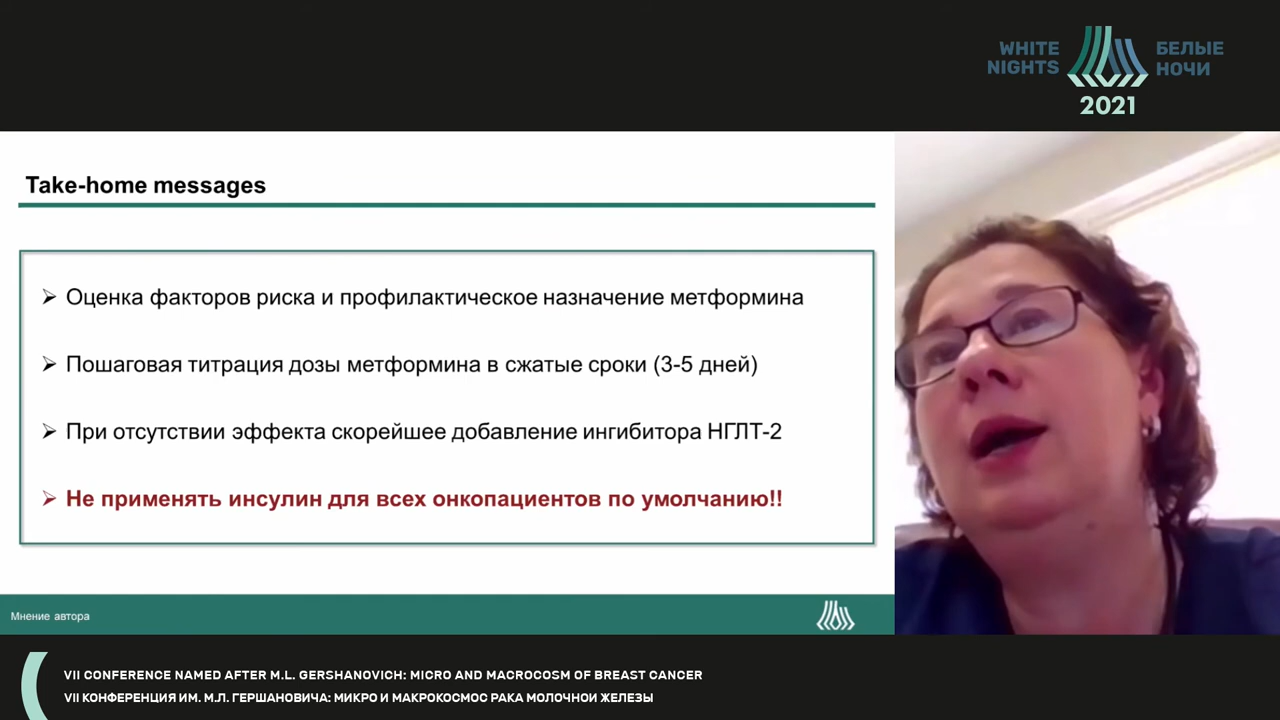 WHITE
NIGHTS
БЕЛЫЕ
НОЧИ
2021
Take-home messages
Оценка факторов риска и профилактическое назначение метформина
Пошаговая титрация дозы метформина в сжатые сроки (3-5 дней)
При отсутствии эффекта скорейшее добавление ингибитора НГЛТ-2
Не применять инсулин для всех онкопациентов по умолчанию!!
Мнение автора
VII CONFERENCE NAMED AFTER M.L. GERSHANOVICH: MICRO AND MACROCOSM OF BREAST CANCER
VII КОНФЕРЕНЦИЯ ИМ. М.Л. ГЕРШАНОВИЧА: МИКРО И МАКРОКОСМОС РАКА МОЛОЧНОЙ ЖЕЛЕЗЫ